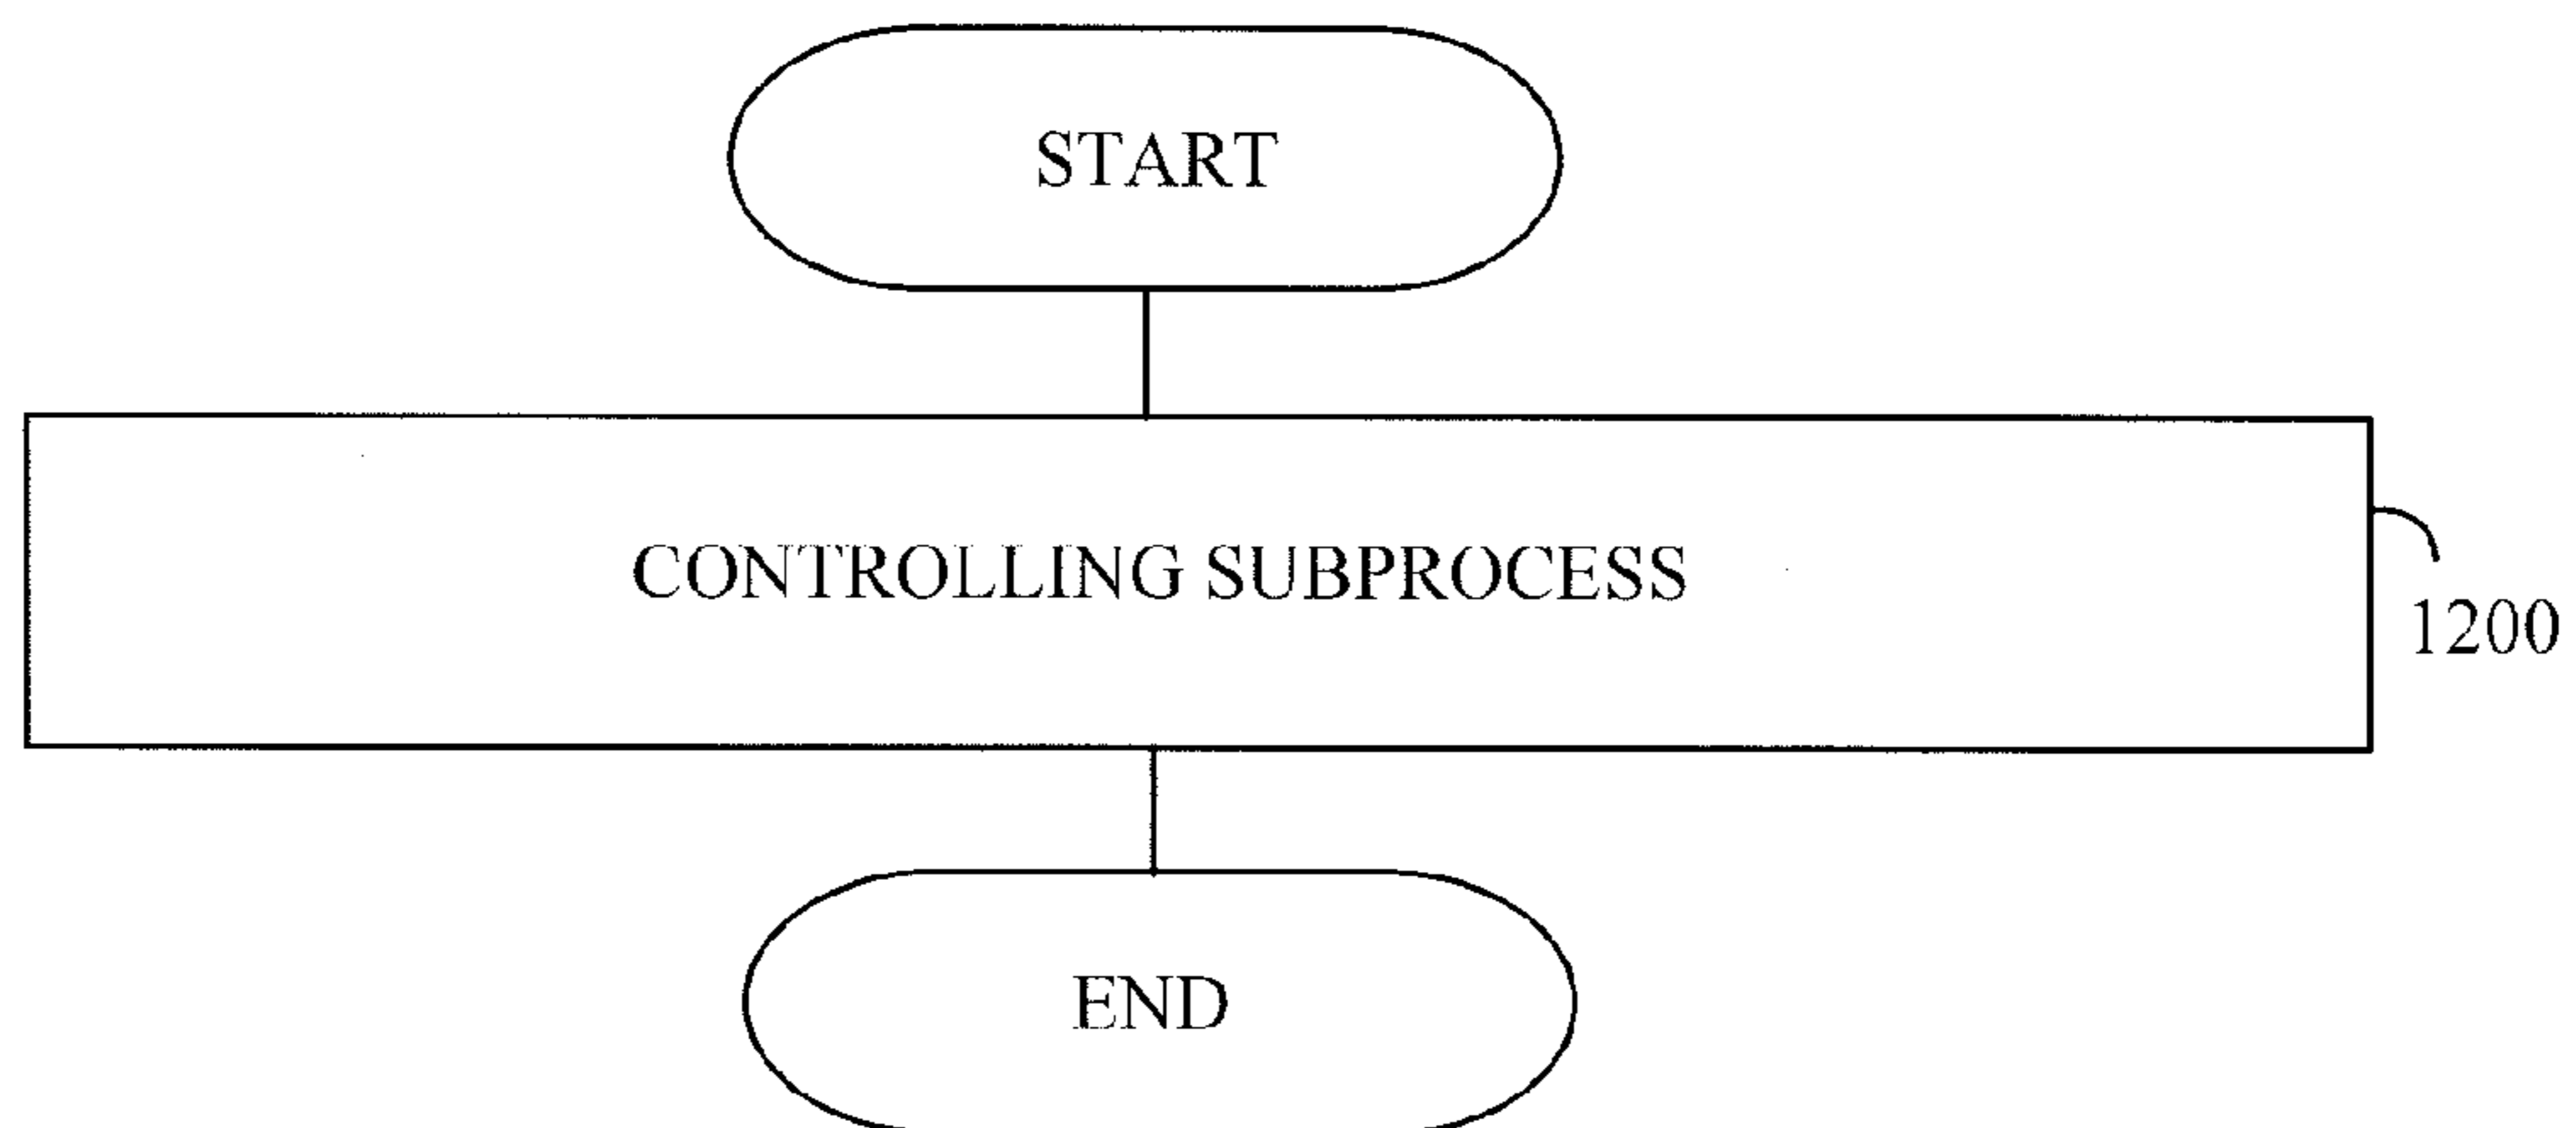 START
CONTROLLING SUBPROCESS
1200
END